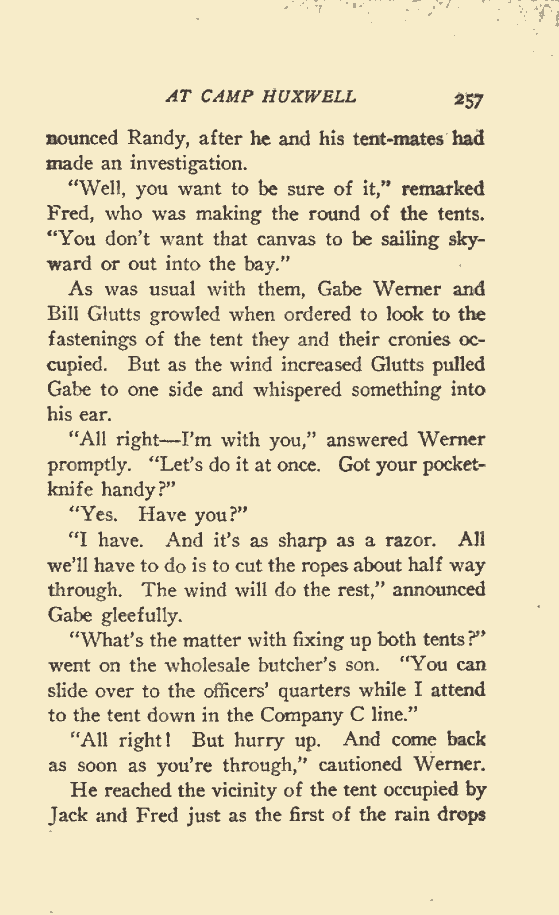 AT CAMP HUXWELL 257
nounced Randy, after he and his tent-mates had
made an investigation.
“Well, you want to be sure of it,” remarked
Fred, who was making the round of the tents.
“You don’t want that canvas to be sailing sky-
ward or out into the bay.”
As was usual with them, Gabe Werner and
Bill Glutts growled when ordered to look to the
fastenings of the tent they and their cronies oc-
cupied. But as the wind increased Glutts pulled
Gabe to one side and whispered something into
his ear.
“All right—I’m with you,” answered Werner
promptly. “Let’s do it at once. Got your pocket-
knife handy?”
“Yes. Have you?”
“I have. And it’s as sharp as a razor. All
we’ll have to do is to cut the ropes about half way
through. The wind will do the rest,” announced
Gabe gleefully.
“What’s the matter with fixing up both tents?”
went on the wholesale butcher’s son. “You can
slide over to the officers’ quarters while I attend
to the tent down in the Company C line.”
“All right! But hurry up. And come back
as soon as you’re through,” cautioned Werner.
He reached the vicinity of the tent occupied by
Jack and Fred just as the first of the rain drops